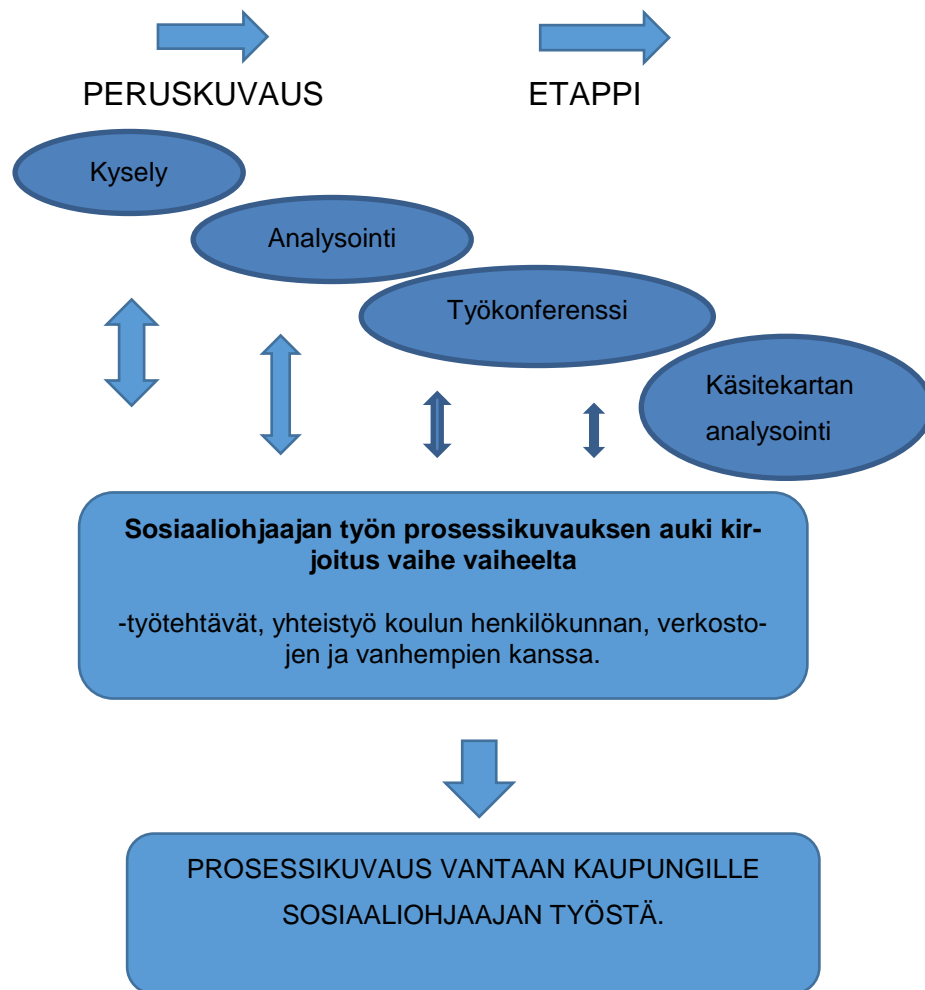 PERUSKUVAUS ETAPPI
Kysely
Analysointi
Työkonferenssi
Käsitekartan
analysointi
Sosiaaliohjaajan työn prosessikuvauksen auki kir-
joitus vaihe vaiheelta
-työtehtävät, yhteistyö koulun henkilökunnan, verkosto-
jen ja vanhempien kanssa.
PROSESSIKUVAUS VANTAAN KAUPUNGILLE
SOSIAALIOHJAAJAN TYÖSTÄ.